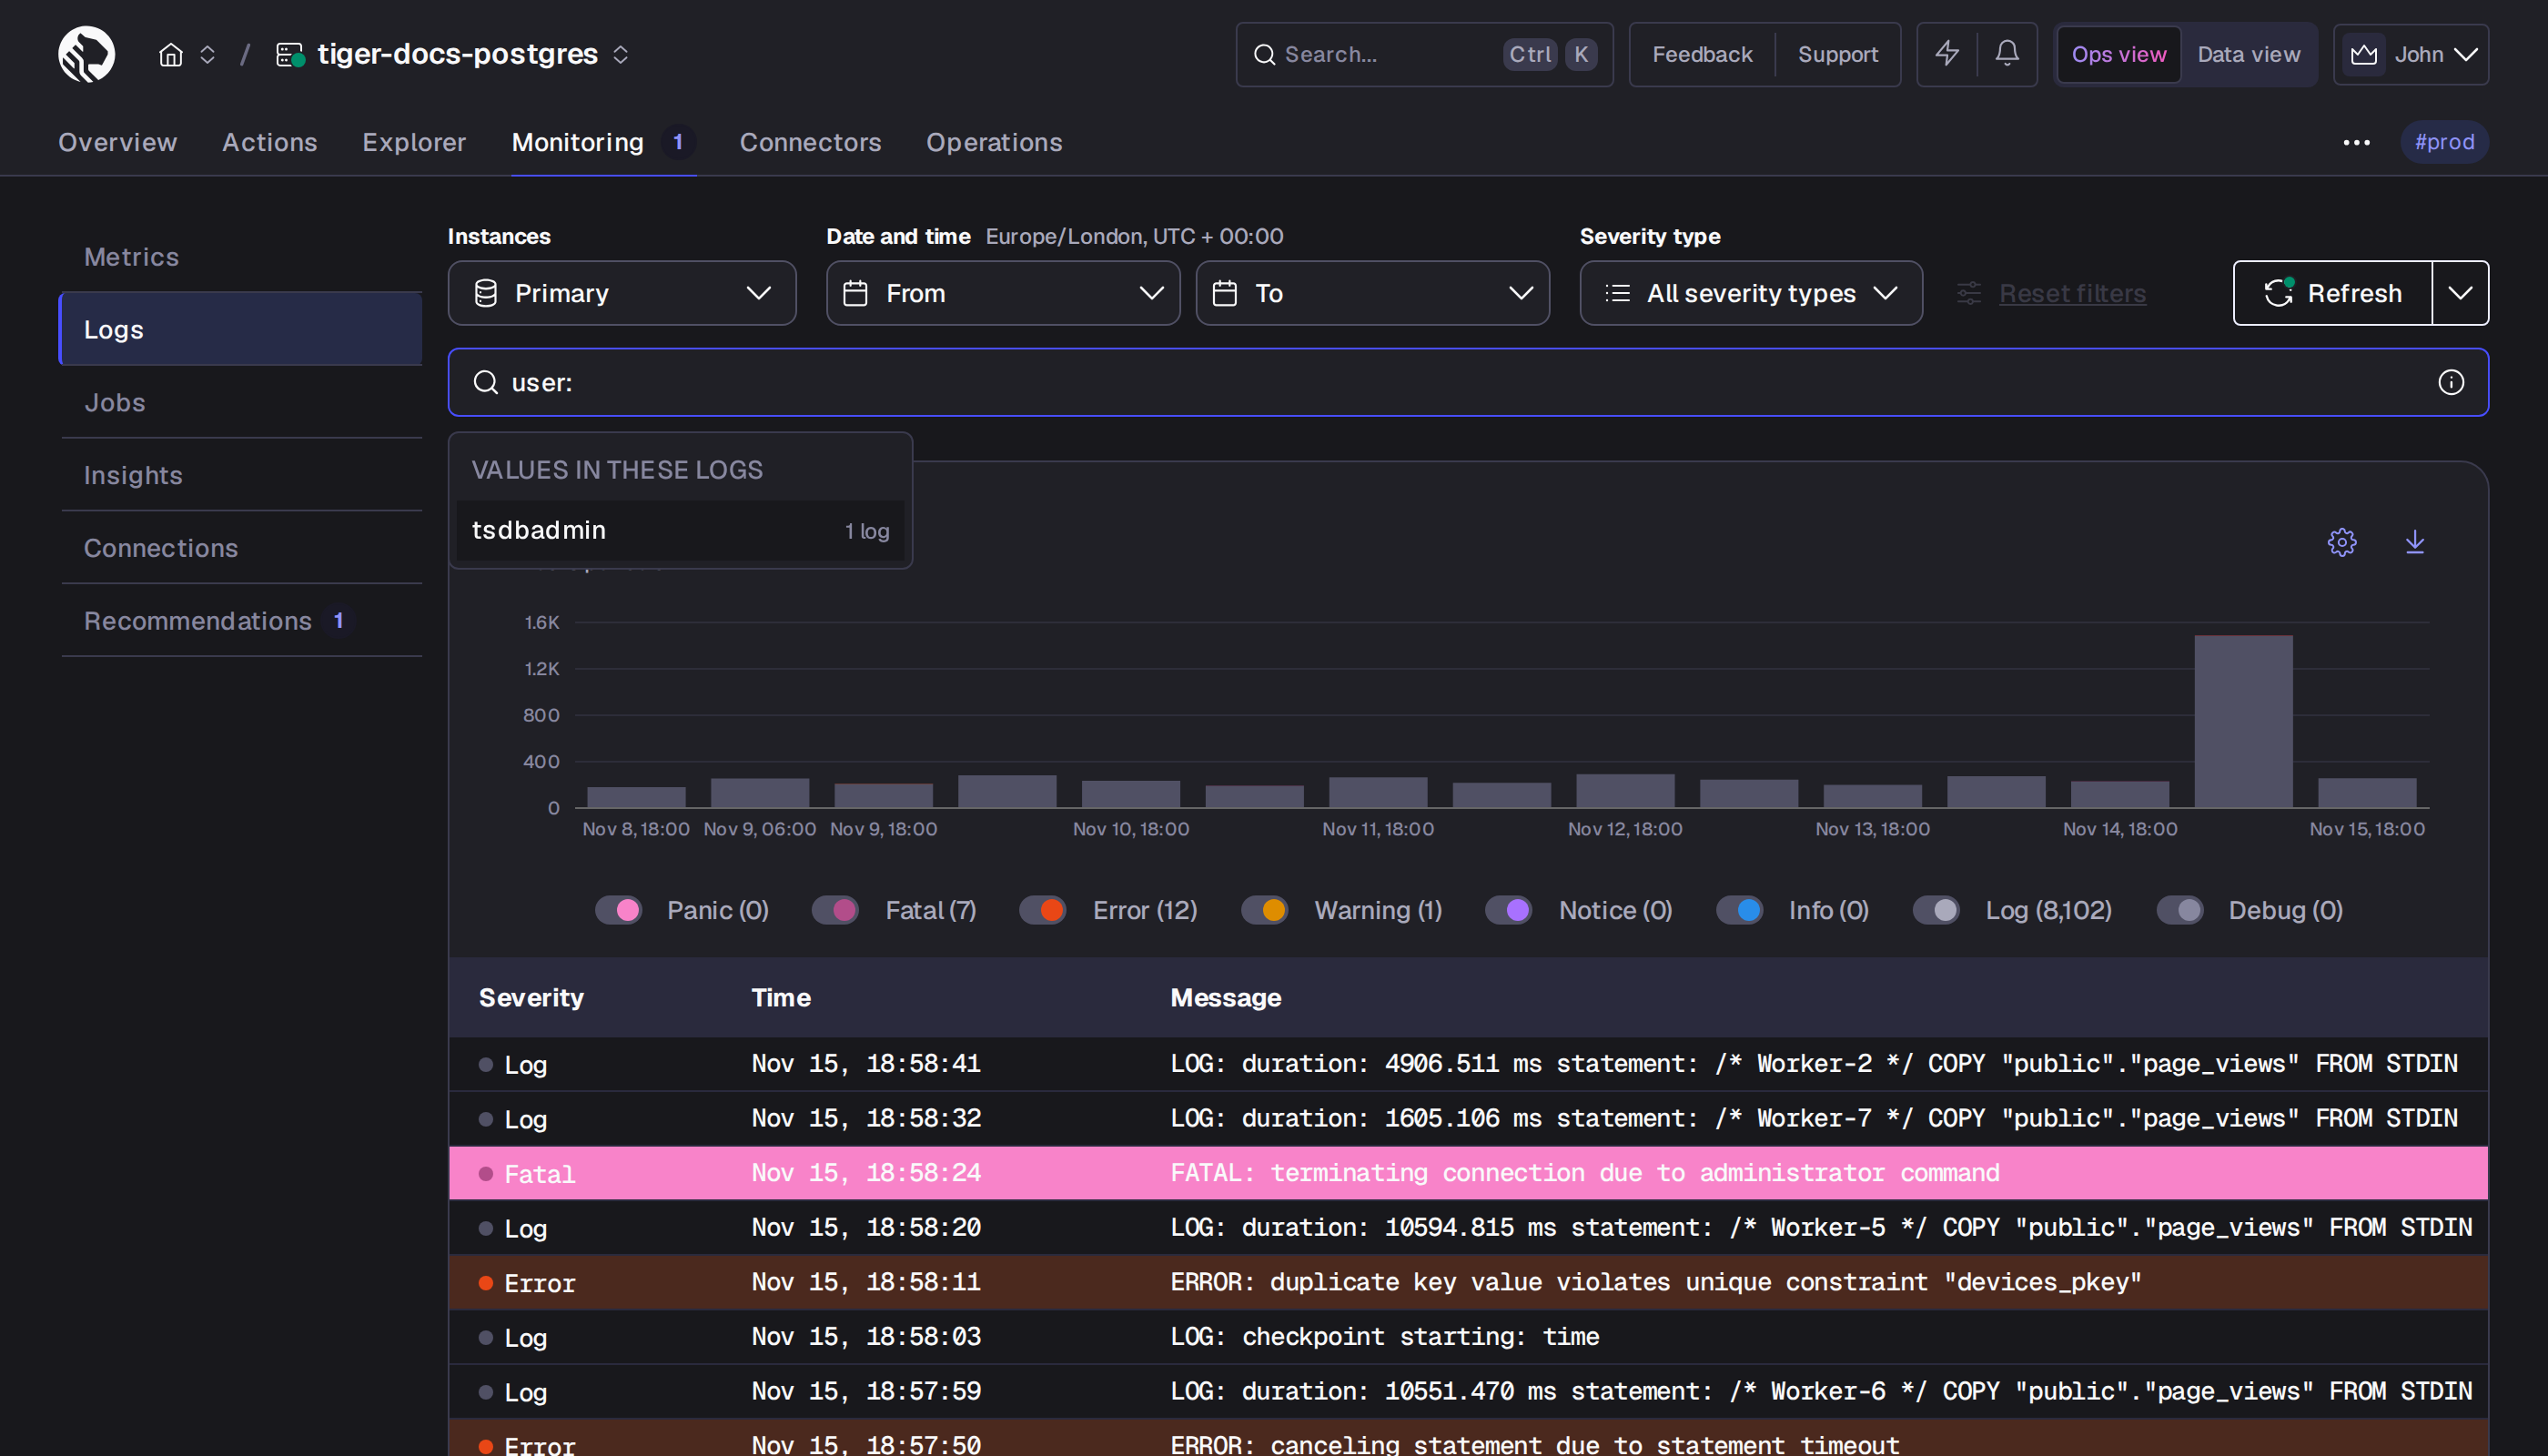 tiger-docs-postgres
Search...
Ctrl K
Feedback
Support
Ops view
Data view
John
Overview
Actions
Explorer
Monitoring 1
Connectors
Operations
#prod
Metrics
Logs
Jobs
Insights
Connections
Recommendations 1
Instances
Primary
Date and time Europe/London, UTC + 00:00
From
To
Severity type
All severity types
Reset filters
Refresh
user:
VALUES IN THESE LOGS
tsdbadmin 1 log
1.6K
1.2K
800
400
0
Nov 8, 18:00 Nov 9, 06:00 Nov 9, 18:00 Nov 10, 18:00 Nov 11, 18:00 Nov 12, 18:00 Nov 13, 18:00 Nov 14, 18:00 Nov 15, 18:00
Panic (0) Fatal (7) Error (12) Warning (1) Notice (0) Info (0) Log (8,102) Debug (0)
Severity Time Message
Log Nov 15, 18:58:41 LOG: duration: 4906.511 ms statement: /* Worker-2 */ COPY "public"."page_views" FROM STDIN
Log Nov 15, 18:58:32 LOG: duration: 1605.106 ms statement: /* Worker-7 */ COPY "public"."page_views" FROM STDIN
Fatal Nov 15, 18:58:24 FATAL: terminating connection due to administrator command
Log Nov 15, 18:58:20 LOG: duration: 10594.815 ms statement: /* Worker-5 */ COPY "public"."page_views" FROM STDIN
Error Nov 15, 18:58:11 ERROR: duplicate key value violates unique constraint "devices_pkey"
Log Nov 15, 18:58:03 LOG: checkpoint starting: time
Log Nov 15, 18:57:59 LOG: duration: 10551.470 ms statement: /* Worker-6 */ COPY "public"."page_views" FROM STDIN
Error Nov 15, 18:57:50 ERROR: canceling statement due to statement timeout